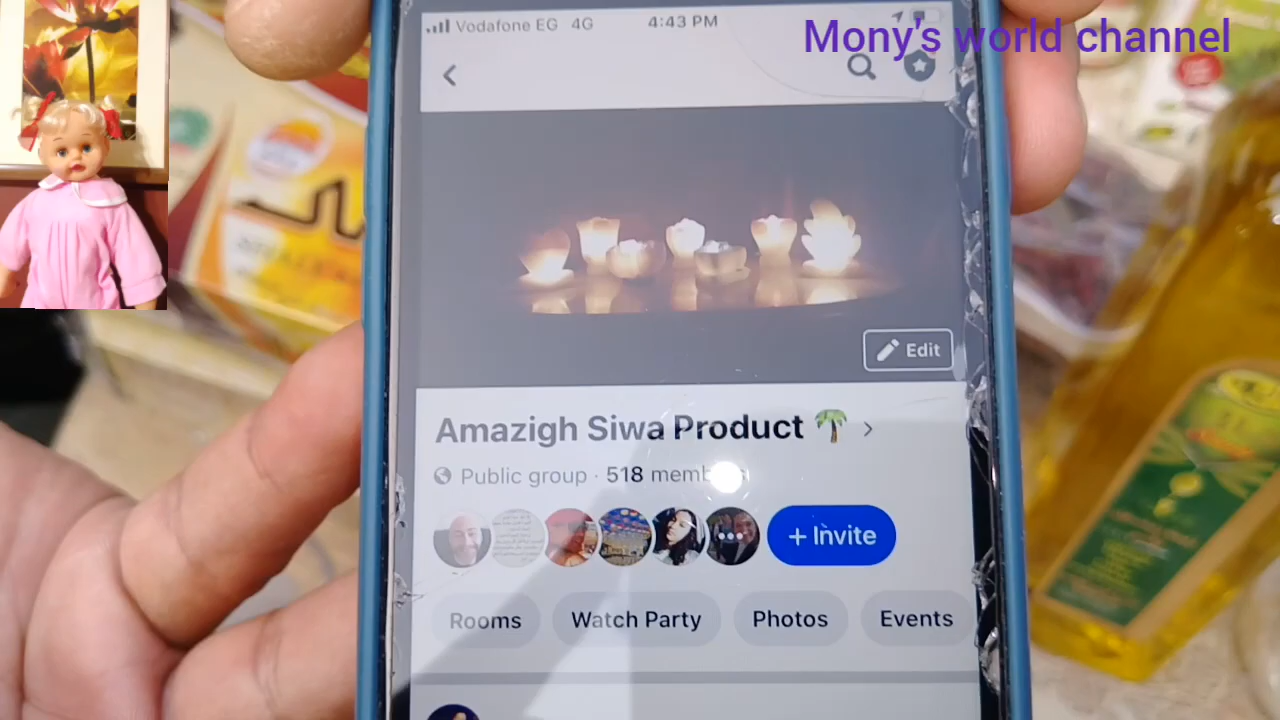 Vodafone EG 4G 4:43 PM
Mony's world channel
Edit
Amazigh Siwa Product
Public group · 518
+ Invite
Rooms
Watch Party
Photos
Events